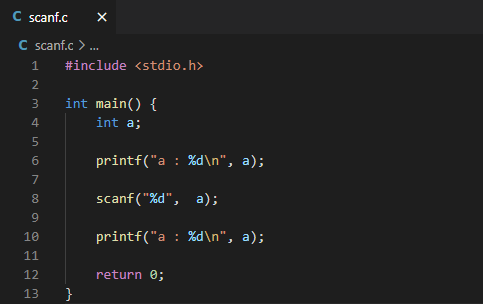 C scanf.c ×
C scanf.c > ...
1 #include <stdio.h>
2
3 int main() {
4     int a;
5
6     printf("a : %d\n", a);
7
8     scanf("%d",  a);
9
10     printf("a : %d\n", a);
11
12     return 0;
13 }